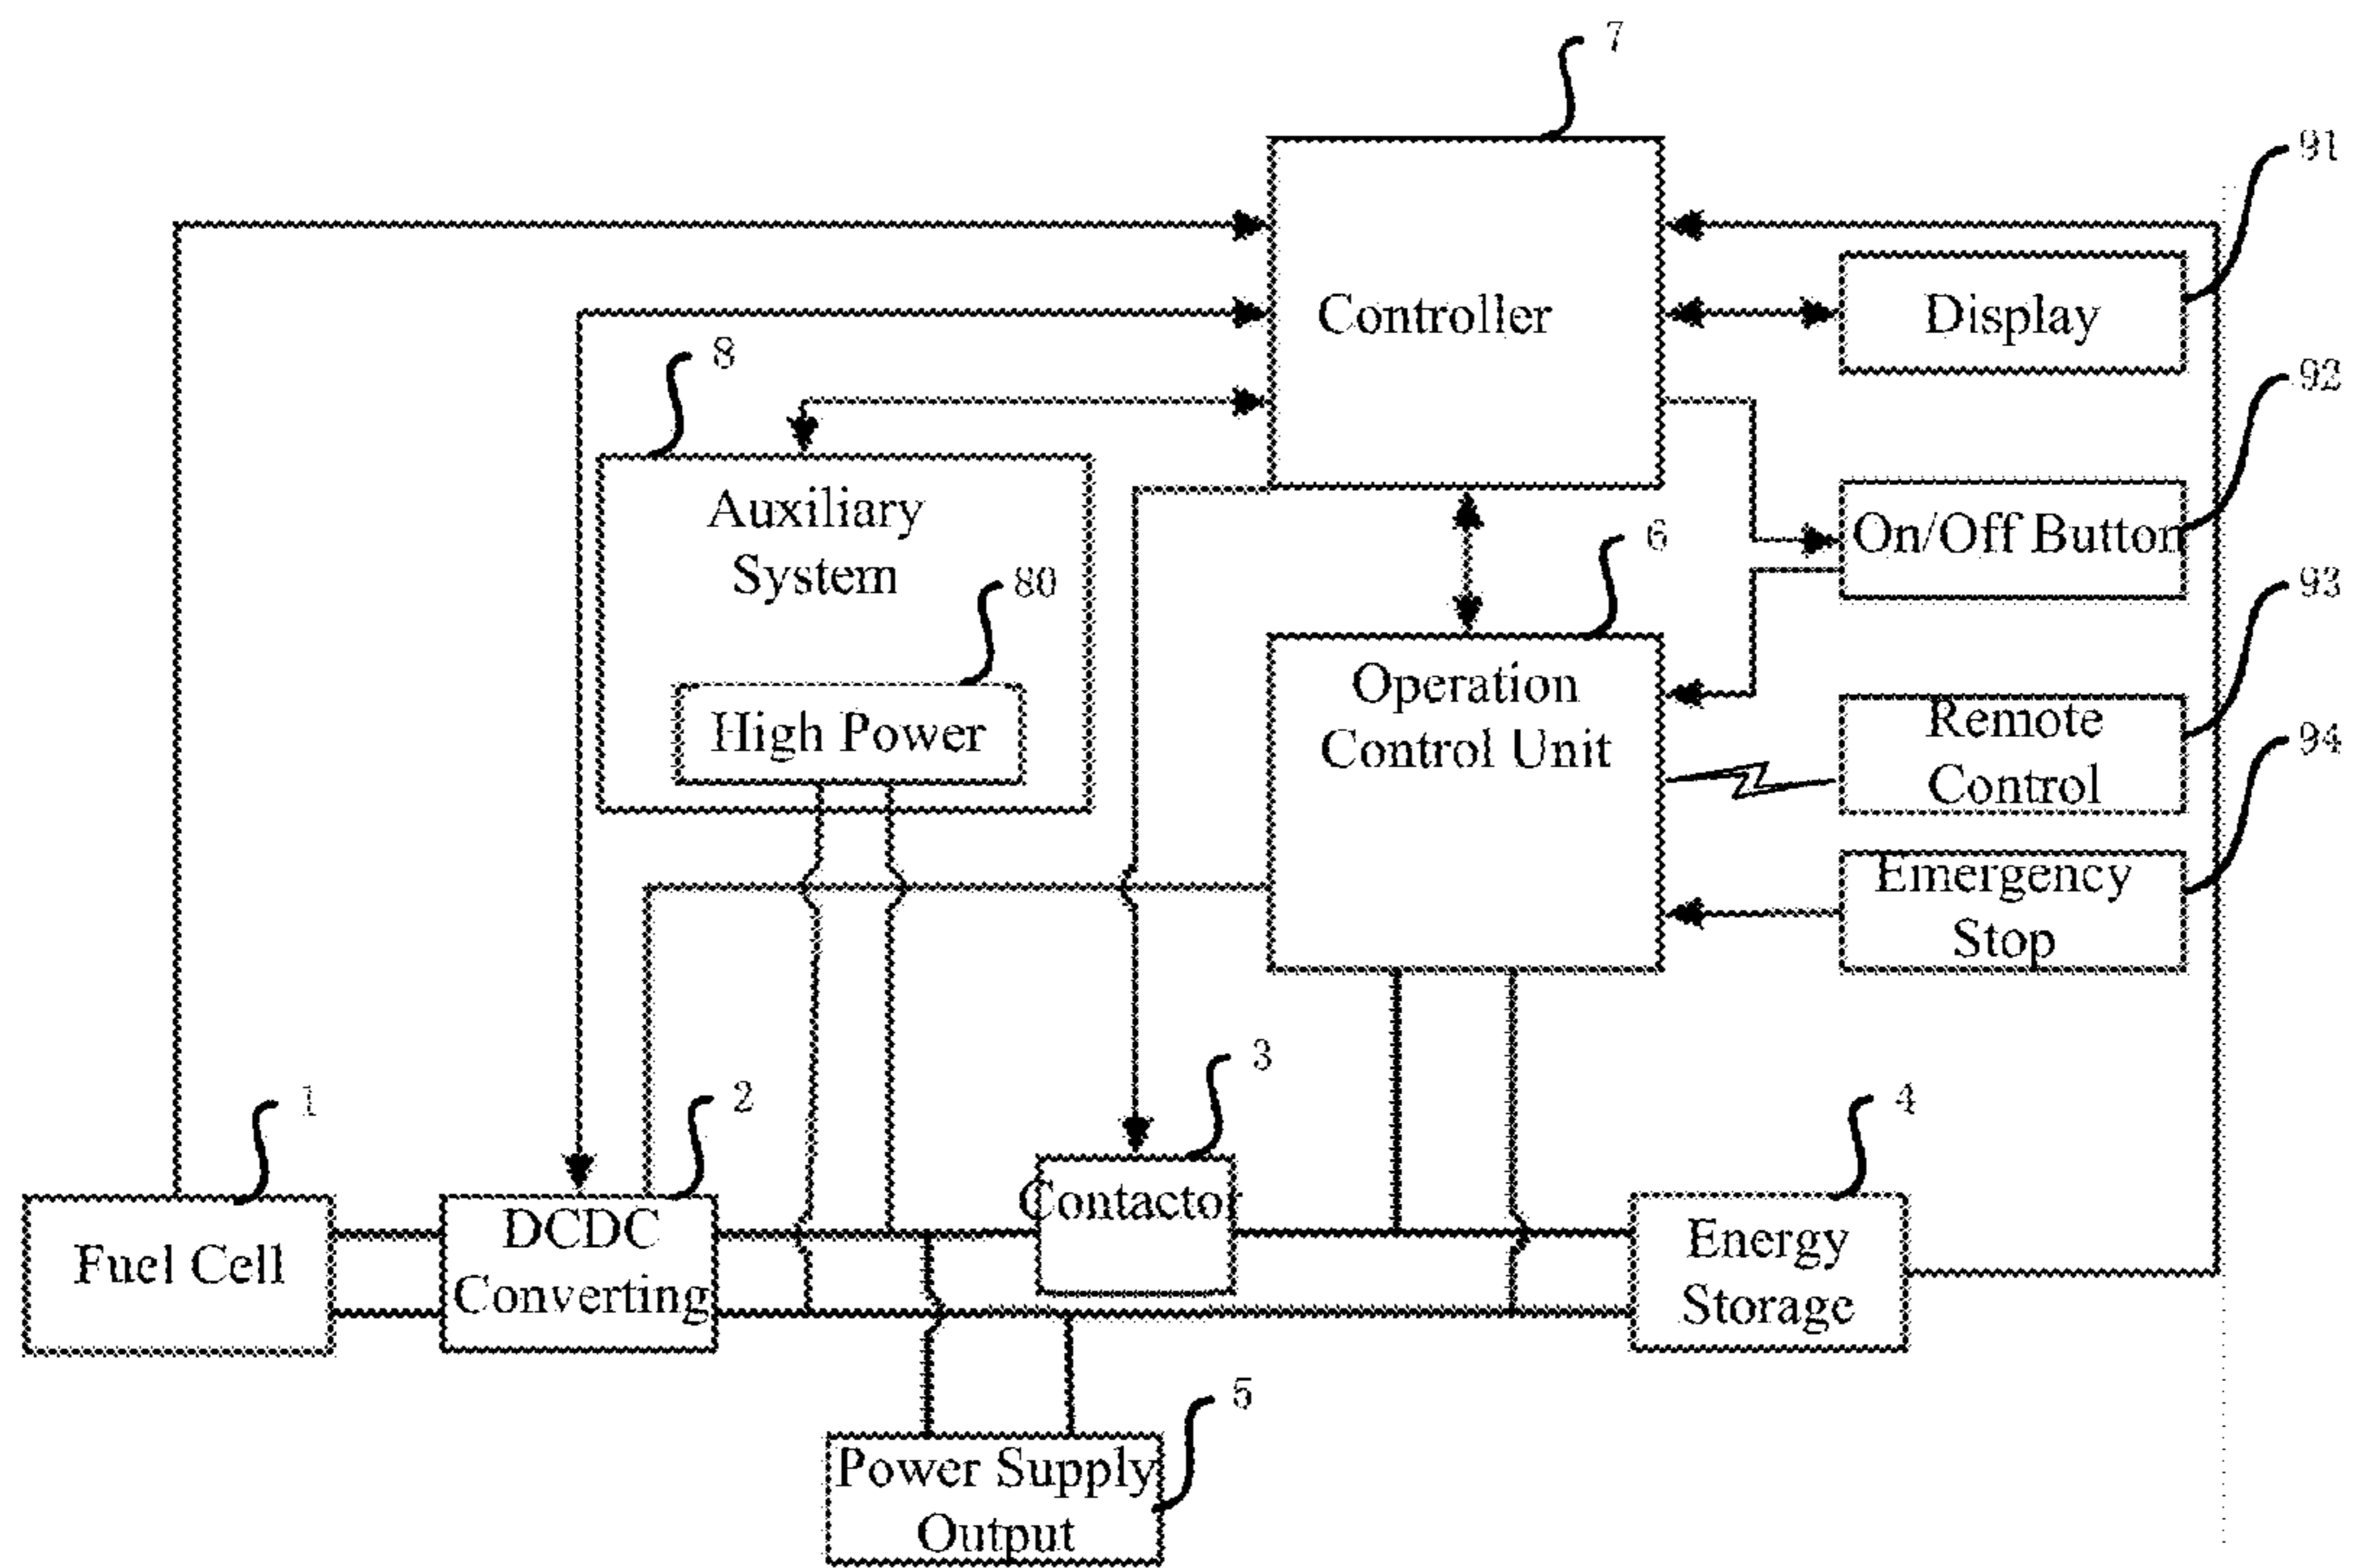 7
91
Controller
Display
8
92
On/Off Button
Auxiliary
System
6
80
93
Operation
Control Unit
High Power
Remote
Control
94
Emergency
Stop
3
1
2
4
Contactor
DCDC
Converting
Fuel Cell
Energy
Storage
5
Power Supply
Output